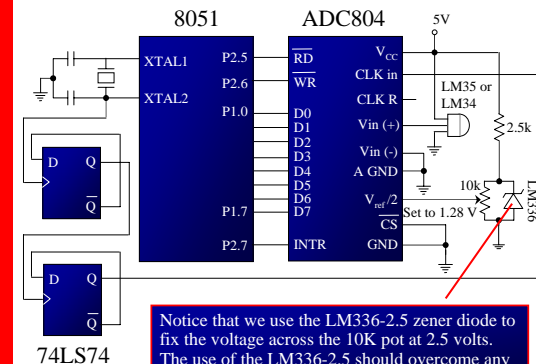 8051
ADC804
5V
XTAL1
XTAL2
P2.5
P2.6
P1.0
P1.7
P2.7
RD
WR
D0
D1
D2
D3
D4
D5
D6
D7
INTR
VCC
CLK in
CLK R
Vin (+)
Vin (-)
A GND
Vref /2
CS
GND
LM35 or
LM34
2.5k
10k
LM336
Set to 1.28 V
D Q
Q
D Q
Q
74LS74
Notice that we use the LM336-2.5 zener diode to
fix the voltage across the 10K pot at 2.5 volts.
The use of the LM336-2.5 should overcome any